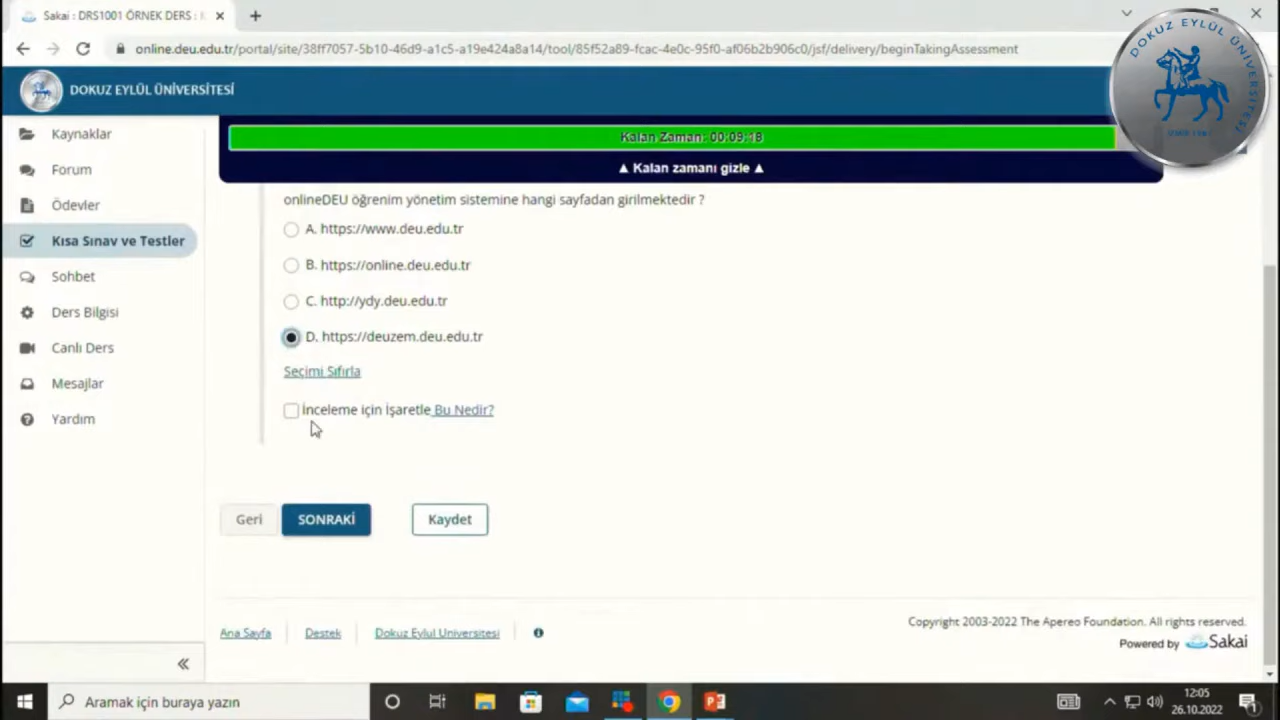 Sakai : DRS1001 ÖRNEK DERS :
online.deu.edu.tr/portal/site/38ff7057-5b10-46d9-a1c5-a19e424a8a14/tool/85f52a89-fcac-4e0c-95f0-af06b2b906c0/jsf/delivery/beginTakingAssessment
DOKUZ EYLÜL ÜNİVERSİTESİ
DOKUZ EYLÜL ÜNİVERSİTESİ
Kaynaklar
Forum
Ödevler
Kısa Sınav ve Testler
Sohbet
Ders Bilgisi
Canlı Ders
Mesajlar
Yardım
Kalan Zaman: 00:09:18
▲ Kalan zamanı gizle ▲
onlineDEU öğrenim yönetim sistemine hangi sayfadan girilmektedir ?
A. https://www.deu.edu.tr
B. https://online.deu.edu.tr
C. http://ydy.deu.edu.tr
D. https://deuzem.deu.edu.tr
Seçimi Sıfırla
İnceleme için İşaretle Bu Nedir?
Geri SONRAKİ Kaydet
Ana Sayfa Destek Dokuz Eylul Universitesi
Copyright 2003-2022 The Apereo Foundation. All rights reserved.
Powered by Sakai
Aramak için buraya yazın
12:05
26.10.2022
1